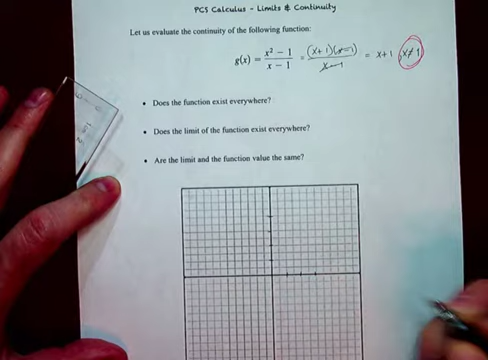 PCS Calculus - Limits & Continuity
Let us evaluate the continuity of the following function:
g(x) = x² − 1 / x − 1 = (x+1)(x−1) / x−1 = x+1, x≠1
• Does the function exist everywhere?
• Does the limit of the function exist everywhere?
• Are the limit and the function value the same?